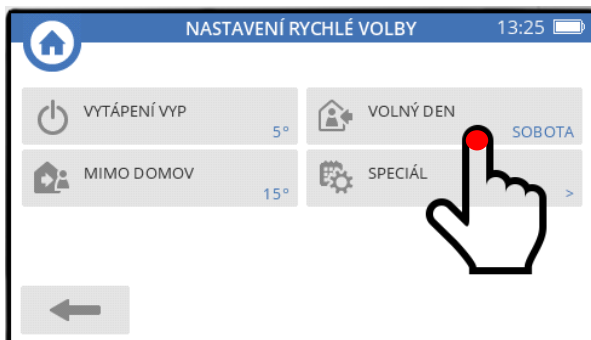 NASTAVENÍ RYCHLÉ VOLBY 13:25
VYTÁPENÍ VYP
5°
VOLNÝ DEN
SOBOTA
MIMO DOMOV
15°
SPECIÁL
>